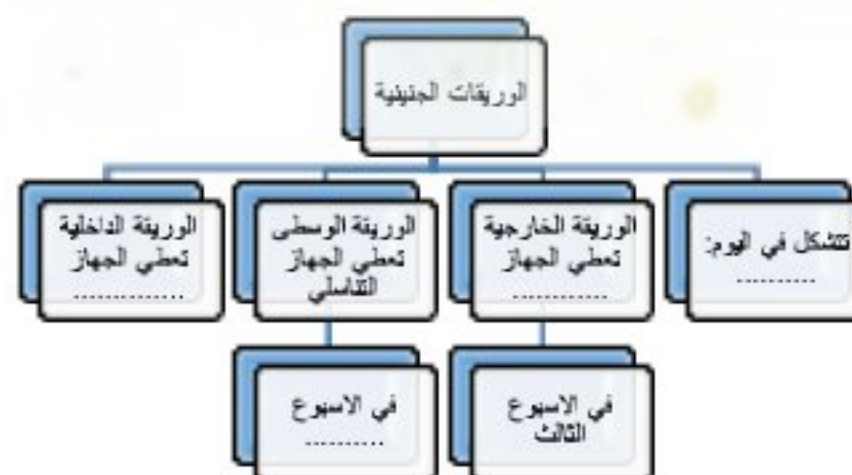 الوريقات الجنينية
تتشكل في اليوم:
..........
الوريقة الخارجية
تعطي الجهاز
............
الوريقة الوسطى
تعطي الجهاز
التناسلي
الوريقة الداخلية
تعطي الجهاز
..............
في الاسبوع
الثالث
في الاسبوع
..........